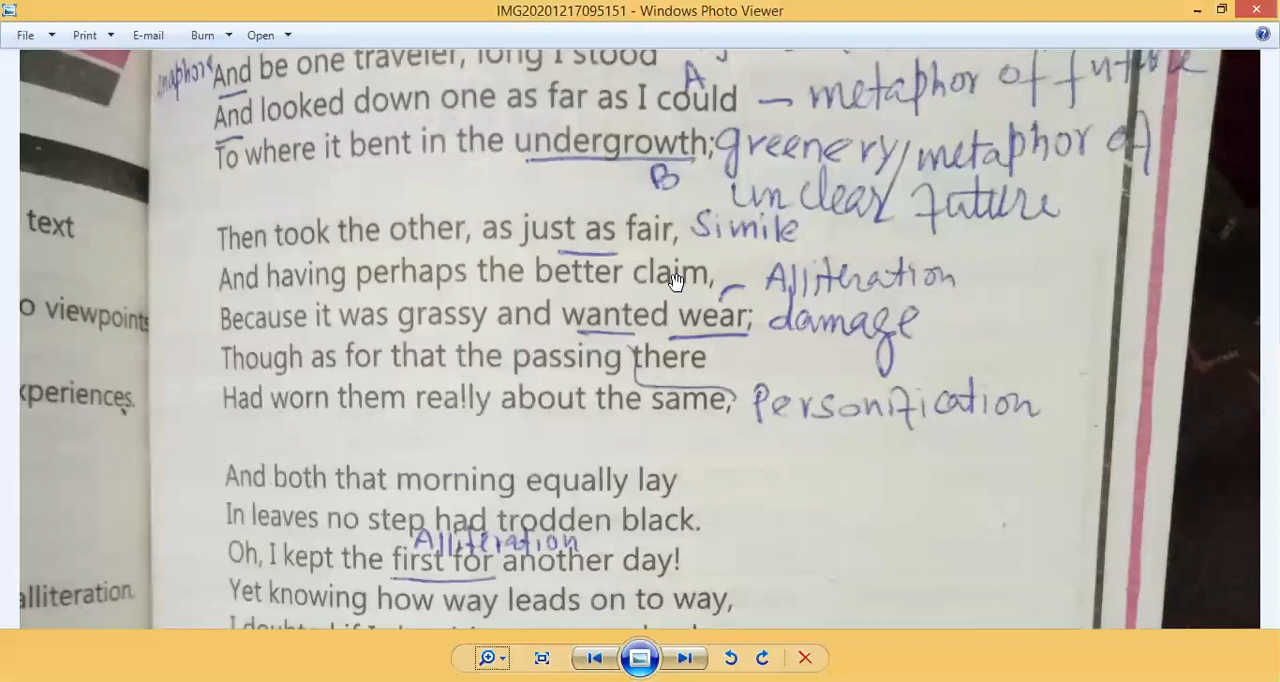 IMG20201217095151 - Windows Photo Viewer
File Print E-mail Burn Open
And be one traveler, long I stood
anaphora
A
And looked down one as far as I could – metaphor of future
To where it bent in the undergrowth; greenery/metaphor of
B
unclear future
text
Then took the other, as just as fair, Simile
And having perhaps the better claim, – Alliteration
o viewpoints
Because it was grassy and wanted wear; damage
Though as for that the passing there
xperiences.
Had worn them really about the same, Personification
And both that morning equally lay
In leaves no step had trodden black.
Alliteration
Oh, I kept the first for another day!
alliteration.
Yet knowing how way leads on to way,